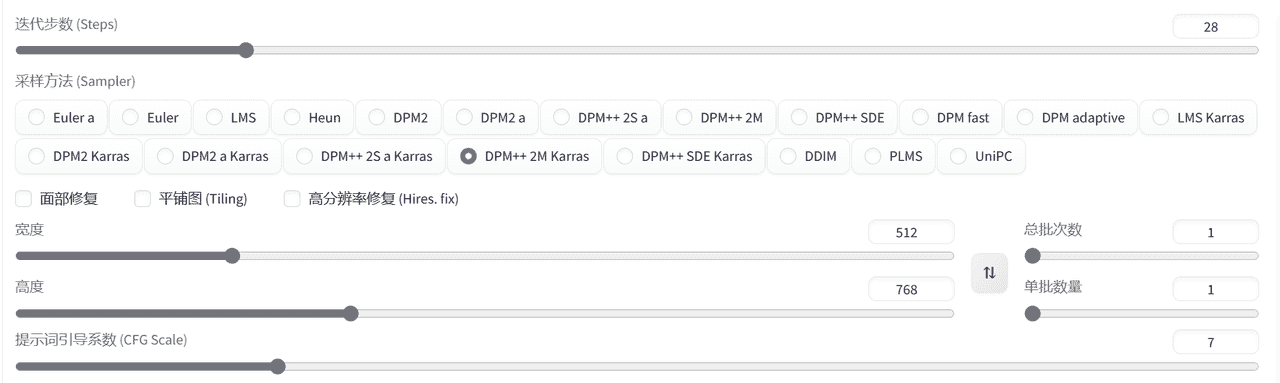 迭代步数 (Steps) 28
采样方法 (Sampler)
Euler a Euler LMS Heun DPM2 DPM2 a DPM++ 2S a DPM++ 2M DPM++ SDE DPM fast DPM adaptive LMS Karras
DPM2 Karras DPM2 a Karras DPM++ 2S a Karras DPM++ 2M Karras DPM++ SDE Karras DDIM PLMS UniPC
面部修复 平铺图 (Tiling) 高分辨率修复 (Hires. fix)
宽度 512 总批次数 1
高度 768 单批数量 1
提示词引导系数 (CFG Scale) 7